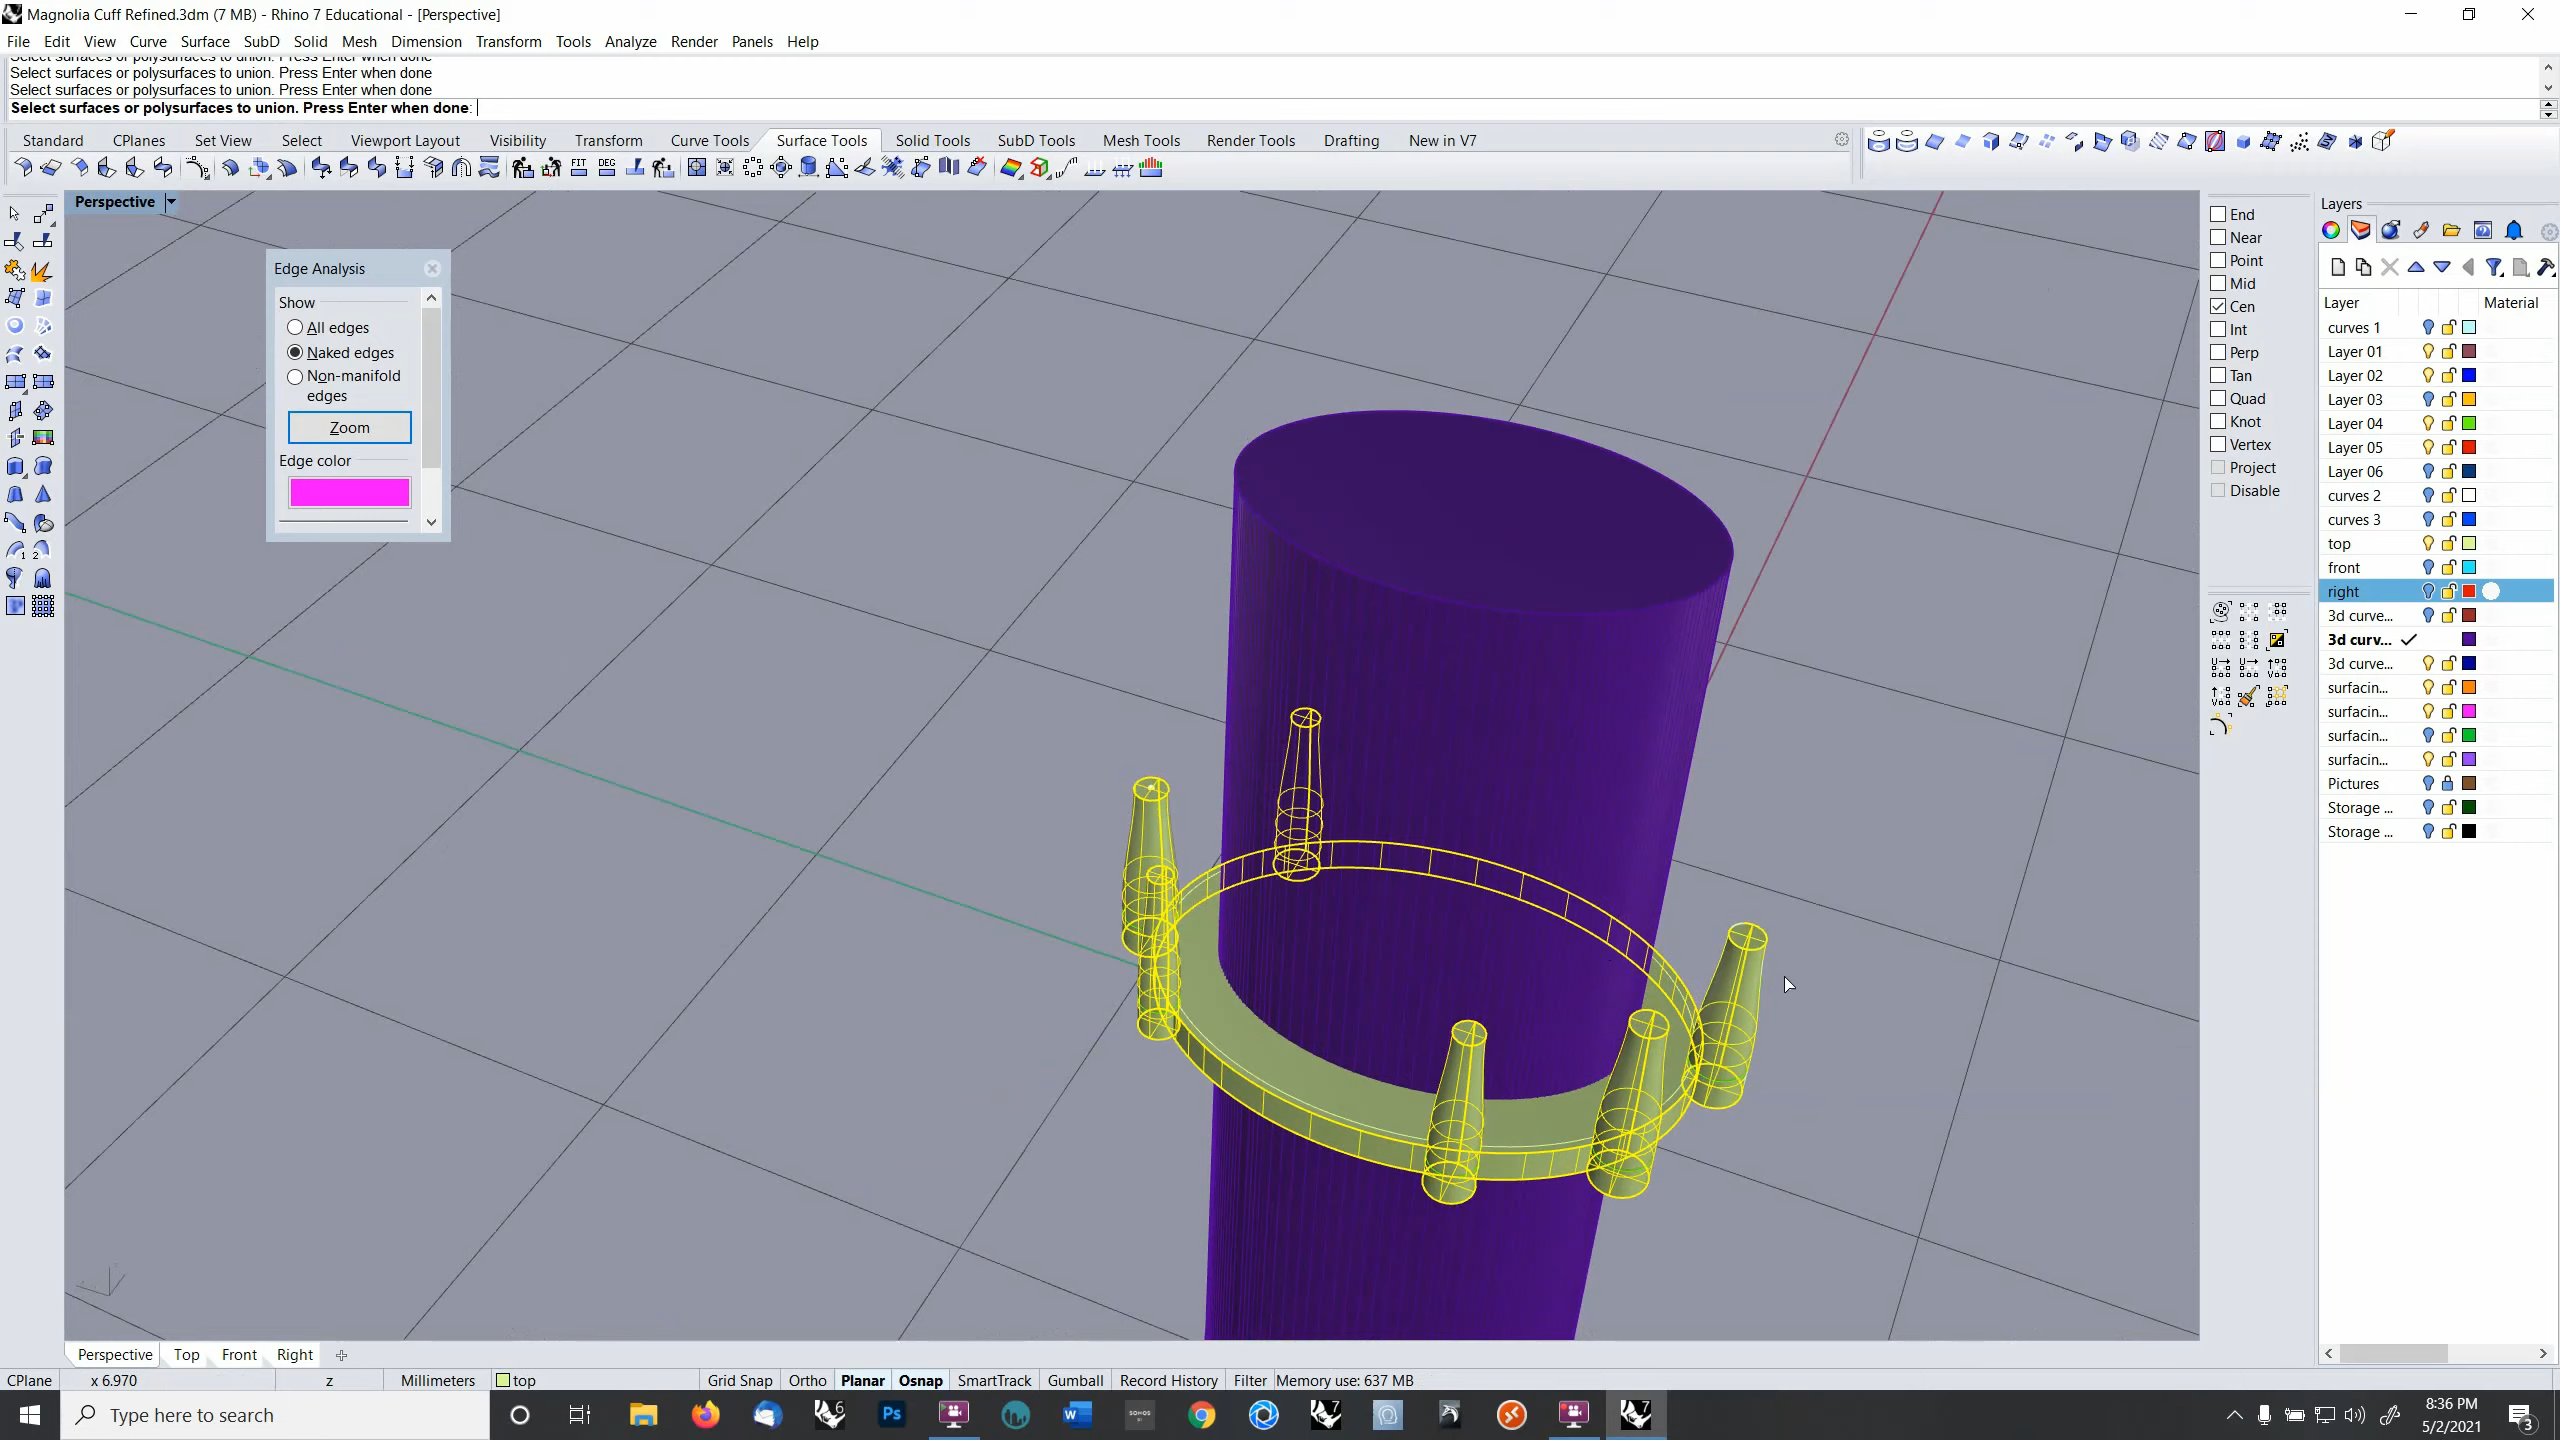 Magnolia Cuff Refined.3dm (7 MB) - Rhino 7 Educational - [Perspective]
File Edit View Curve Surface SubD Solid Mesh Dimension Transform Tools Analyze Render Panels Help
Select surfaces or polysurfaces to union. Press Enter when done
Select surfaces or polysurfaces to union. Press Enter when done
Select surfaces or polysurfaces to union. Press Enter when done
Select surfaces or polysurfaces to union. Press Enter when done:
Standard CPlanes Set View Select Viewport Layout Visibility Transform Curve Tools Surface Tools Solid Tools SubD Tools Mesh Tools Render Tools Drafting New in V7
FIT DEG
Perspective
Edge Analysis
Show
All edges
Naked edges
Non-manifold
edges
Zoom
Edge color
End
Near
Point
Mid
Cen
Int
Perp
Tan
Quad
Knot
Vertex
Project
Disable
Layers
Layer Material
curves 1
Layer 01
Layer 02
Layer 03
Layer 04
Layer 05
Layer 06
curves 2
curves 3
top
front
right
3d curve...
3d curv...
3d curve...
surfacin...
surfacin...
surfacin...
surfacin...
Pictures
Storage ...
Storage ...
Perspective Top Front Right
CPlane x 6.970 z Millimeters top Grid Snap Ortho Planar Osnap SmartTrack Gumball Record History Filter Memory use: 637 MB
Type here to search
6
Ps
SONOS
7
7
8:36 PM
5/2/2021
3